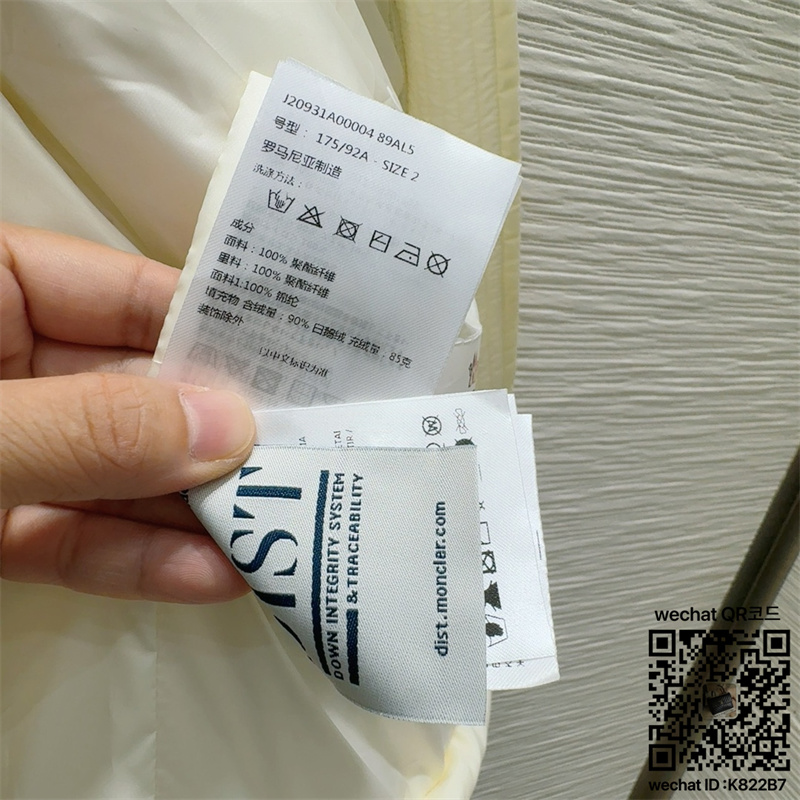 J20931A00004 89AL5
号型：175/92A · SIZE 2
罗马尼亚制造
洗涤方法：
成分
面料：100% 聚酯纤维
里料：100% 聚酯纤维
面料1:100% 锦纶
填充物 含绒量：90% 白鹅绒 充绒量：85克
装饰除外
以中文标识为准
DIST
DOWN INTEGRITY SYSTEM
& TRACEABILITY
dist.moncler.com
wechat QR코드
wechat ID :K822B7